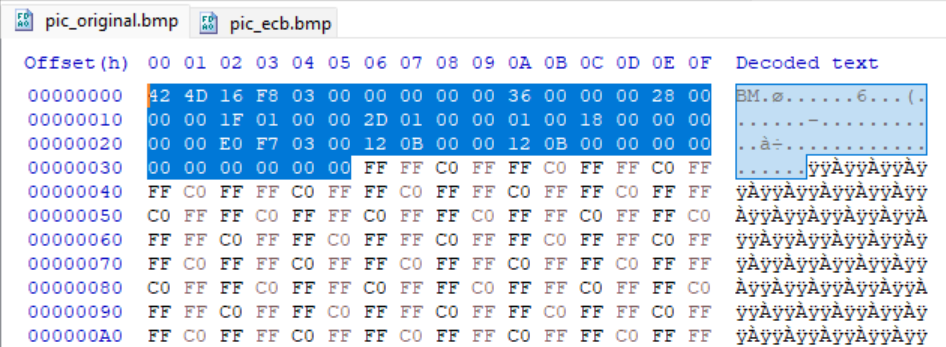 pic_original.bmp pic_ecb.bmp
Offset(h) 00 01 02 03 04 05 06 07 08 09 0A 0B 0C 0D 0E 0F Decoded text
00000000 42 4D 16 F8 03 00 00 00 00 00 36 00 00 00 28 00 BM.ø......6...(.
00000010 00 00 1F 01 00 00 2D 01 00 00 01 00 18 00 00 00 ......-.........
00000020 00 00 E0 F7 03 00 12 0B 00 00 12 0B 00 00 00 00 ..à÷............
00000030 00 00 00 00 00 00 FF FF C0 FF FF C0 FF FF C0 FF ......ÿÿÀÿÿÀÿÿÀÿ
00000040 FF C0 FF FF C0 FF FF C0 FF FF C0 FF FF C0 FF FF ÿÀÿÿÀÿÿÀÿÿÀÿÿÀÿÿ
00000050 C0 FF FF C0 FF FF C0 FF FF C0 FF FF C0 FF FF C0 ÀÿÿÀÿÿÀÿÿÀÿÿÀÿÿÀ
00000060 FF FF C0 FF FF C0 FF FF C0 FF FF C0 FF FF C0 FF ÿÿÀÿÿÀÿÿÀÿÿÀÿÿÀÿ
00000070 FF C0 FF FF C0 FF FF C0 FF FF C0 FF FF C0 FF FF ÿÀÿÿÀÿÿÀÿÿÀÿÿÀÿÿ
00000080 C0 FF FF C0 FF FF C0 FF FF C0 FF FF C0 FF FF C0 ÀÿÿÀÿÿÀÿÿÀÿÿÀÿÿÀ
00000090 FF FF C0 FF FF C0 FF FF C0 FF FF C0 FF FF C0 FF ÿÿÀÿÿÀÿÿÀÿÿÀÿÿÀÿ
000000A0 FF C0 FF FF C0 FF FF C0 FF FF C0 FF FF C0 FF FF ÿÀÿÿÀÿÿÀÿÿÀÿÿÀÿÿ